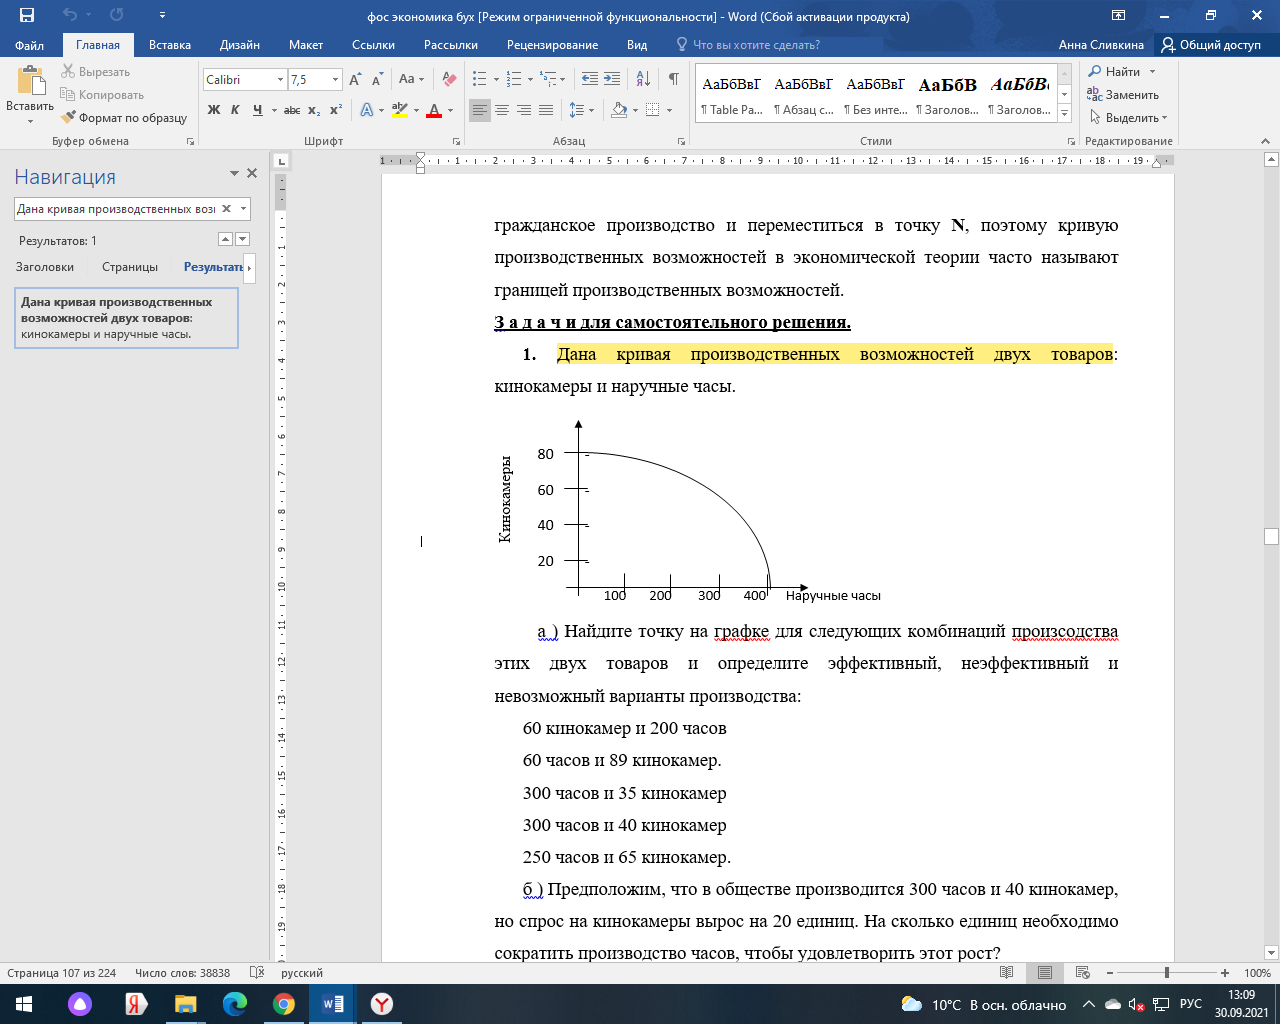 фос экономика бух [Режим ограниченной функциональности] - Word (Сбой активации продукта)
Файл Главная Вставка Дизайн Макет Ссылки Рассылки Рецензирование Вид Что вы хотите сделать? Анна Сливкина Общий доступ
Вставить
Вырезать
Копировать
Формат по образцу
Буфер обмена
Calibri 7,5
Шрифт
Абзац
АаБбВвГ АаБбВвГ АаБбВвГ АаБбВ АаБбВ
¶ Table Pa... ¶ Абзац с... ¶ Без инте... ¶ Заголов... ¶ Заголов...
Стили
Найти
Заменить
Выделить
Редактирование
Навигация
Дана кривая производственных воз
Результатов: 1
Заголовки Страницы Результаты
Дана кривая производственных
возможностей двух товаров:
кинокамеры и наручные часы.
гражданское производство и переместиться в точку N, поэтому кривую
производственных возможностей в экономической теории часто называют
границей производственных возможностей.
З а д а ч и для самостоятельного решения.
1. Дана кривая производственных возможностей двух товаров:
кинокамеры и наручные часы.
Кинокамеры
80
60
40
20
100 200 300 400 Наручные часы
а ) Найдите точку на графке для следующих комбинаций произсодства
этих двух товаров и определите эффективный, неэффективный и
невозможный варианты производства:
60 кинокамер и 200 часов
60 часов и 89 кинокамер.
300 часов и 35 кинокамер
300 часов и 40 кинокамер
250 часов и 65 кинокамер.
б ) Предположим, что в обществе производится 300 часов и 40 кинокамер,
но спрос на кинокамеры вырос на 20 единиц. На сколько единиц необходимо
сократить производство часов, чтобы удовлетворить этот рост?
Страница 107 из 224 Число слов: 38838 русский 100%
10°C В осн. облачно РУС 13:09
30.09.2021